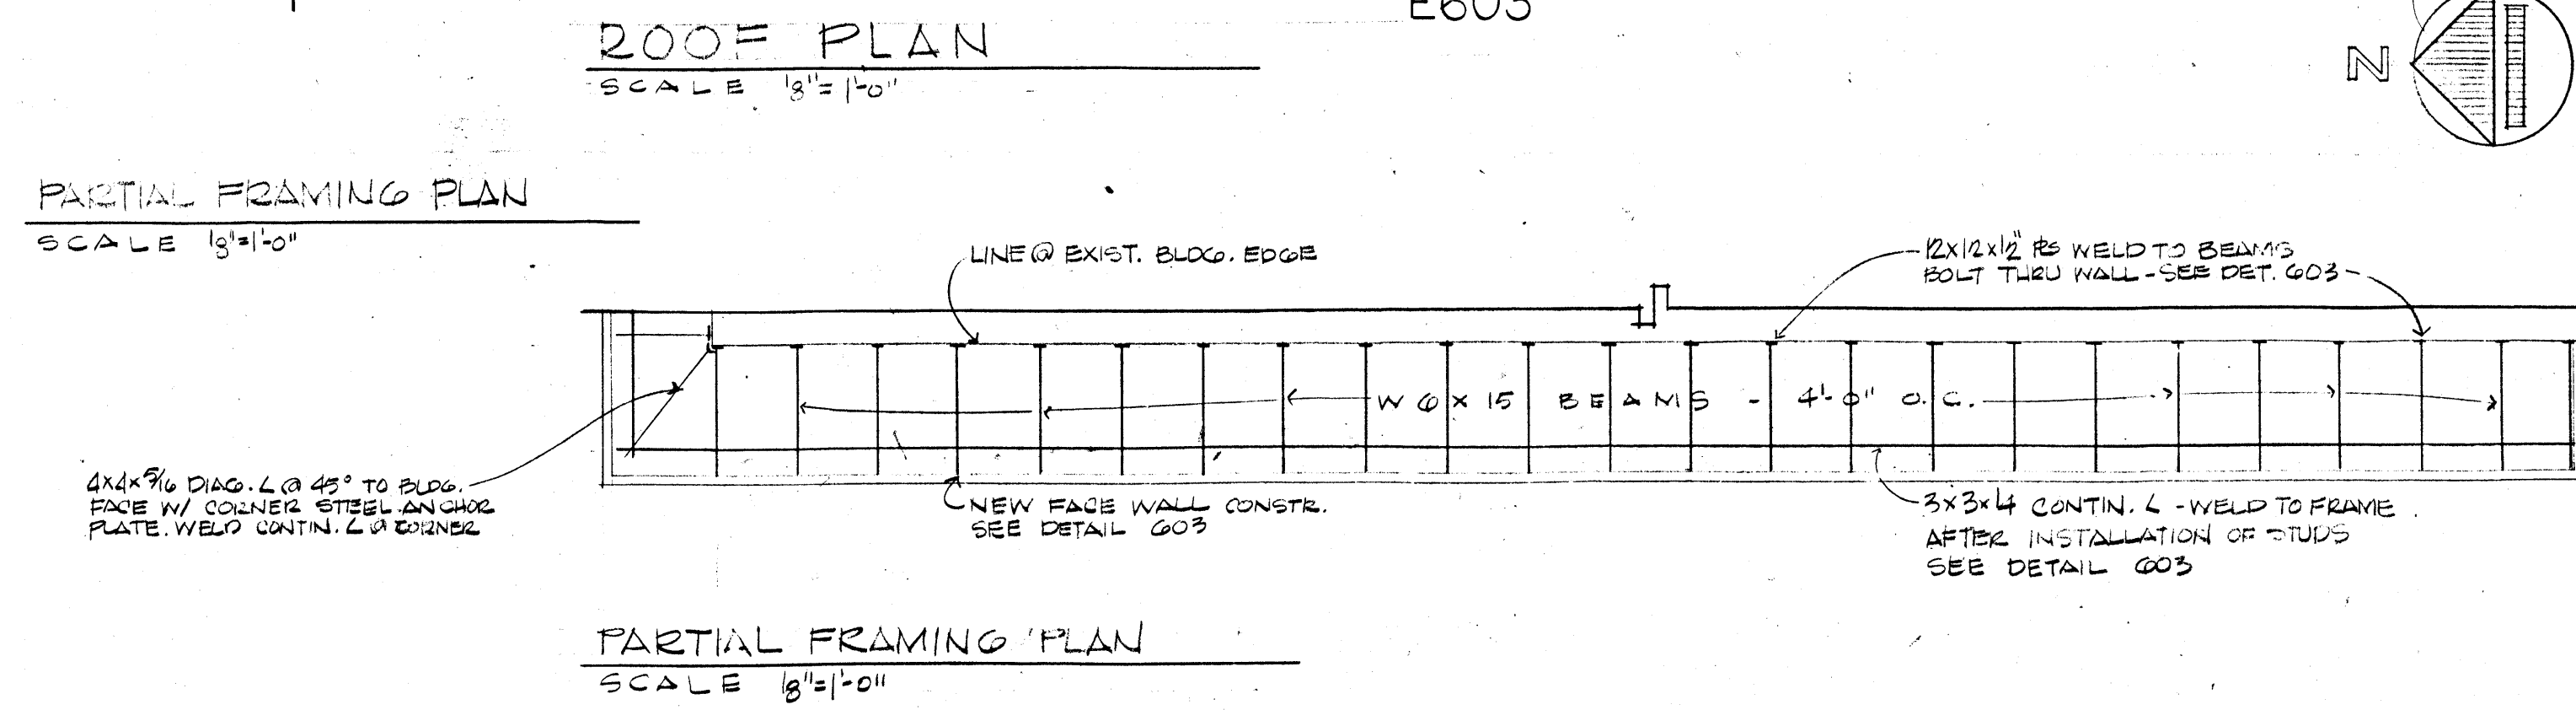 E603
ROOF PLAN
SCALE 1/8"=1'-0"
N
PARTIAL FRAMING PLAN
SCALE 1/8"=1'-0"
LINE @ EXIST. BLDG. EDGE
12x12x1/2" PLS WELD TO BEAMS
BOLT THRU WALL - SEE DET. 603
W 6 x 15 BEAMS - 4'-0" O.C.
4x4x5/16 DIAG. L @ 45° TO BLDG.
FACE W/ CORNER STEEL ANCHOR
PLATE. WELD CONTIN. L @ CORNER
NEW FACE WALL CONSTR.
SEE DETAIL 603
3x3x1/4 CONTIN. L - WELD TO FRAME
AFTER INSTALLATION OF STUDS
SEE DETAIL 603
PARTIAL FRAMING PLAN
SCALE 1/8"=1'-0"